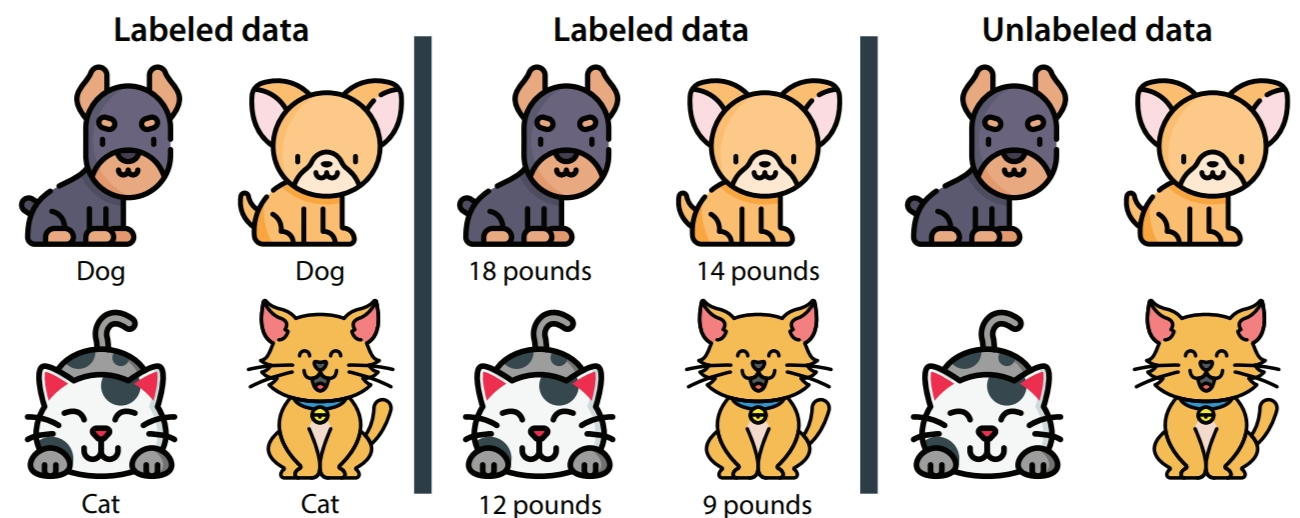 Labeled data
Labeled data
Unlabeled data
Dog
Dog
18 pounds
14 pounds
Cat
Cat
12 pounds
9 pounds